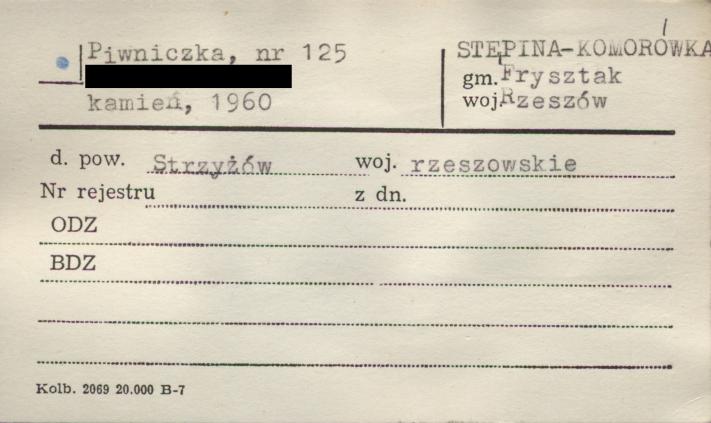 Piwniczka, nr 125
kamień, 1960
STĘPINA-KOMORÓWKA
gm. Frysztak
woj. Rzeszów
d. pow. Strzyżów woj. rzeszowskie
Nr rejestru z dn.
ODZ
BDZ
Kolb. 2069 20.000 B-7